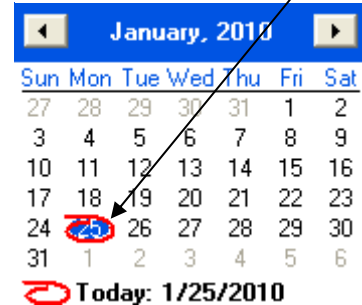 January, 2010
Sun Mon Tue Wed Thu Fri Sat
27 28 29 30 31 1 2
3 4 5 6 7 8 9
10 11 12 13 14 15 16
17 18 19 20 21 22 23
24 25 26 27 28 29 30
31 1 2 3 4 5 6
Today: 1/25/2010